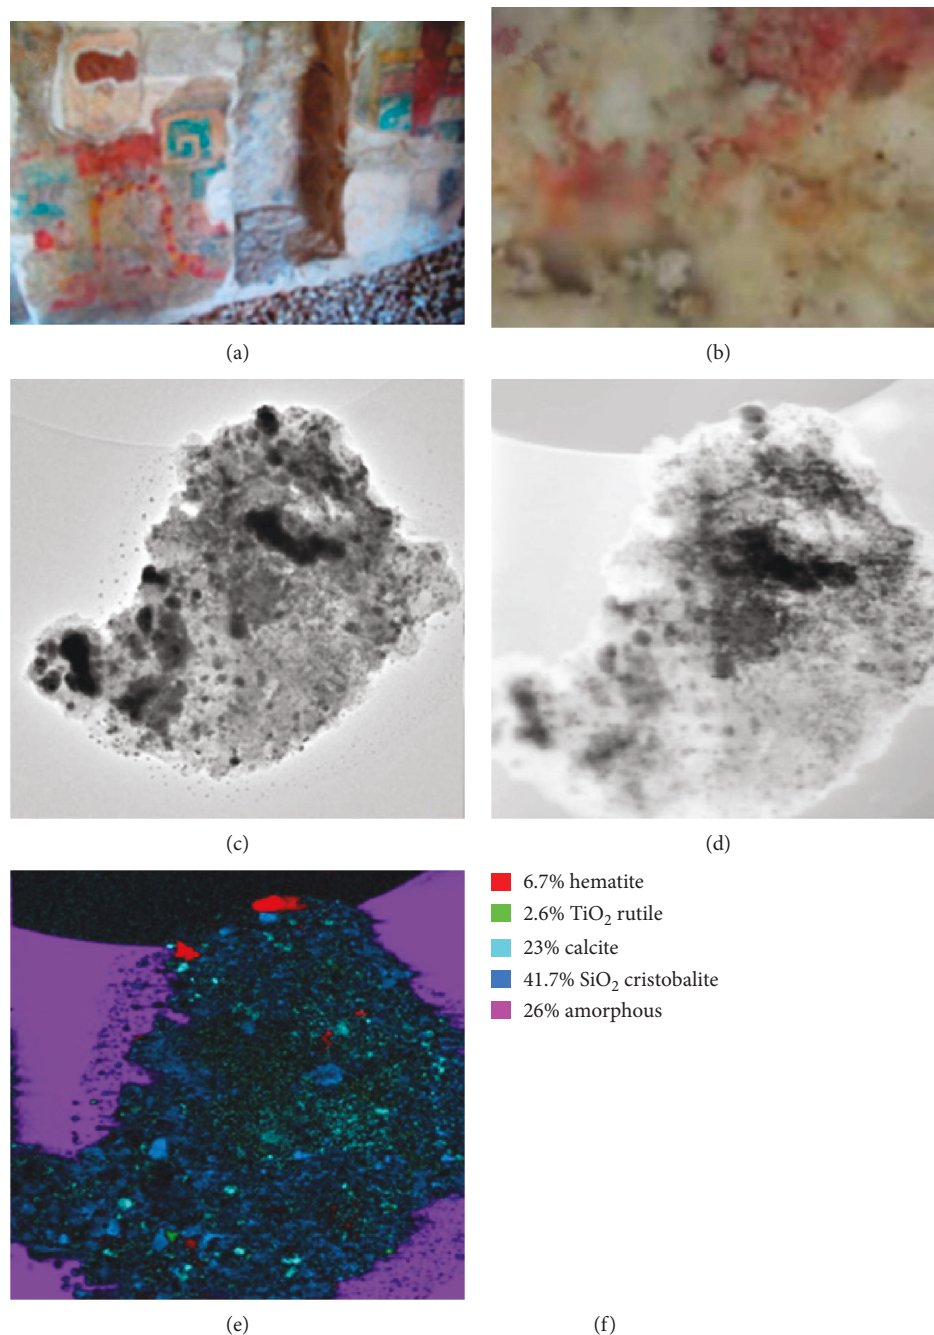 (a)
(b)
(c)
(d)
6.7% hematite
2.6% TiO₂ rutile
23% calcite
41.7% SiO₂ cristobalite
26% amorphous
(e)
(f)